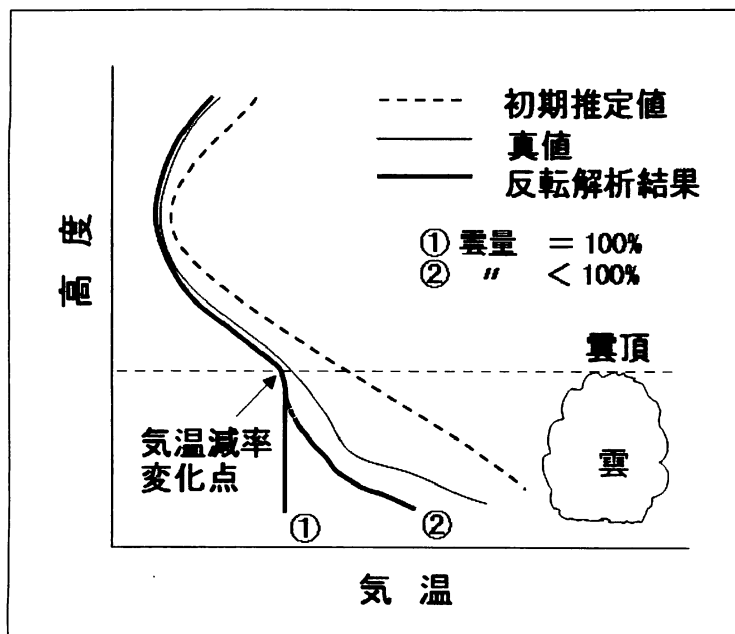 初期推定値
真値
反転解析結果
① 雲量 = 100%
② 〃 < 100%
高度
雲頂
気温減率
変化点
雲
①
②
気温